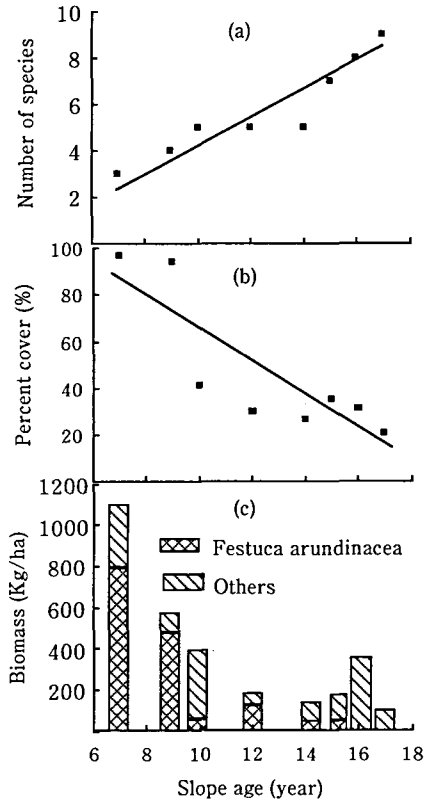 (a)
Number of species
10
8
6
4
2
(b)
Percent cover (%)
100
80
60
40
20
(c)
Biomass (Kg/ha)
1200
1000
800
600
400
200
Festuca arundinacea
Others
6 8 10 12 14 16 18
Slope age (year)